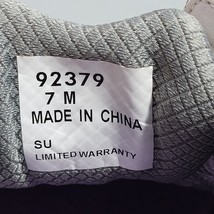 92379
7 M
MADE IN CHINA
SU
LIMITED WARRANTY